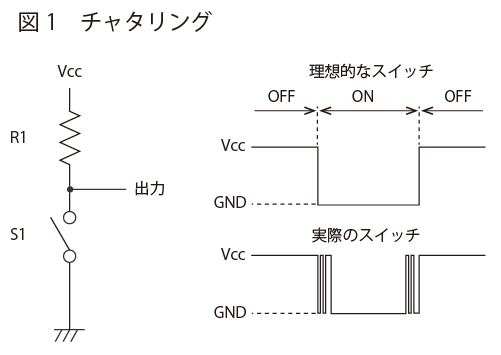 図1 チャタリング
Vcc
R1
出力
S1
理想的なスイッチ
OFF ON OFF
Vcc
GND
実際のスイッチ
Vcc
GND